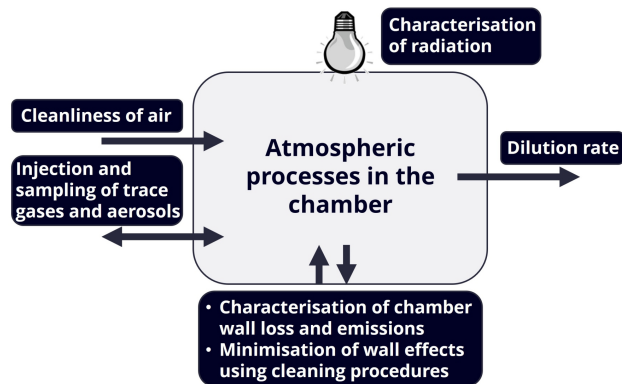 Characterisation
of radiation
Cleanliness of air
Injection and
sampling of trace
gases and aerosols
Atmospheric
processes in the
chamber
Dilution rate
• Characterisation of chamber
wall loss and emissions
• Minimisation of wall effects
using cleaning procedures